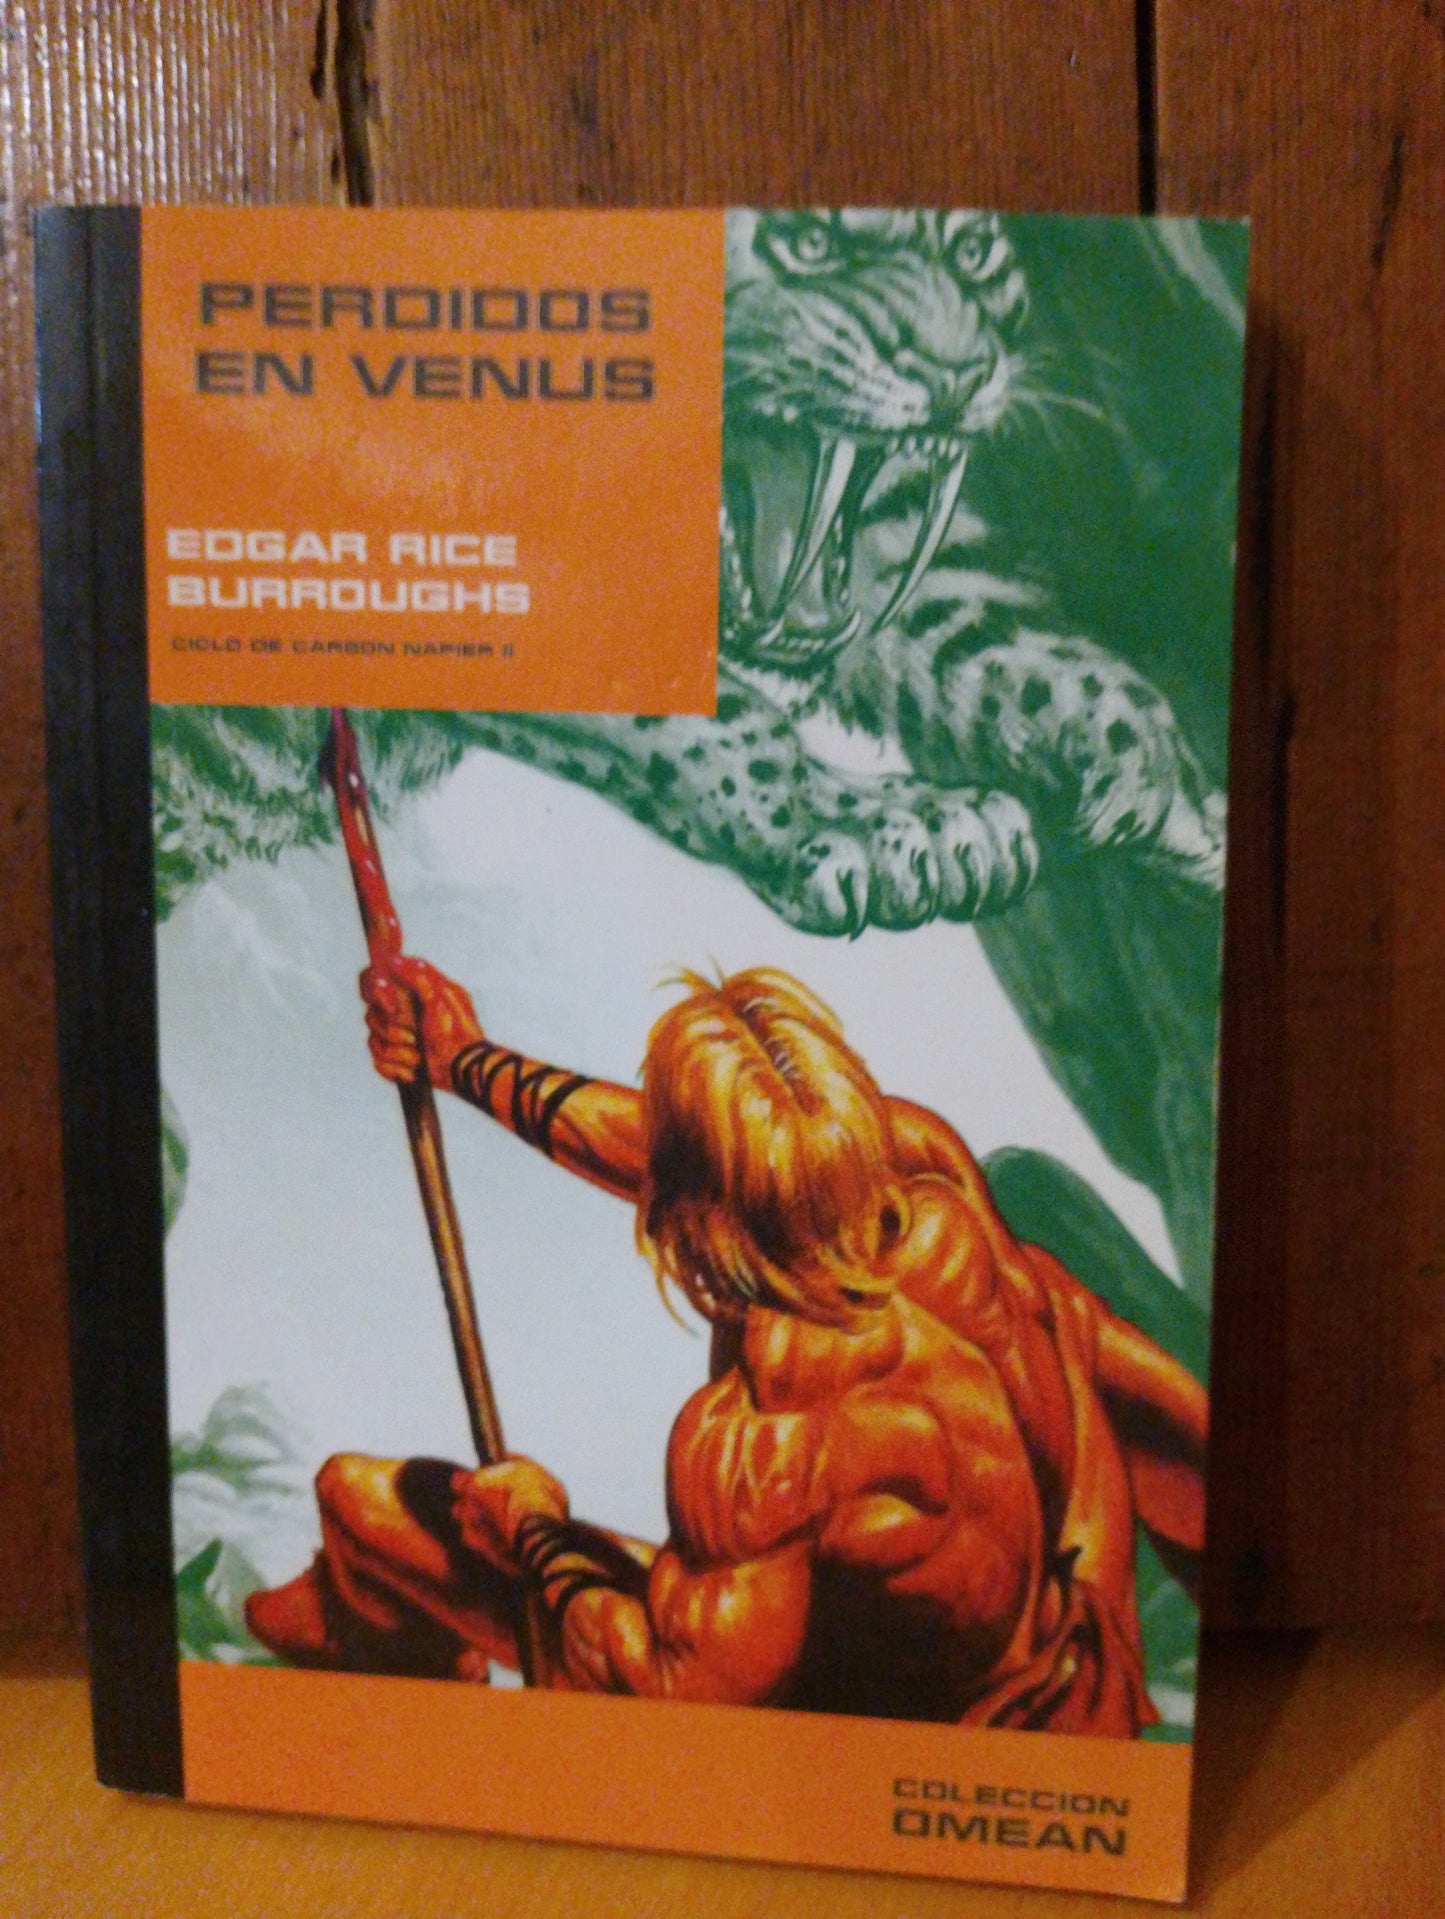 PERDIDOS
EN VENUS
EDGAR RICE
BURROUGHS
CICLO DE CARSON NAPIER II
COLECCION
OMEAN